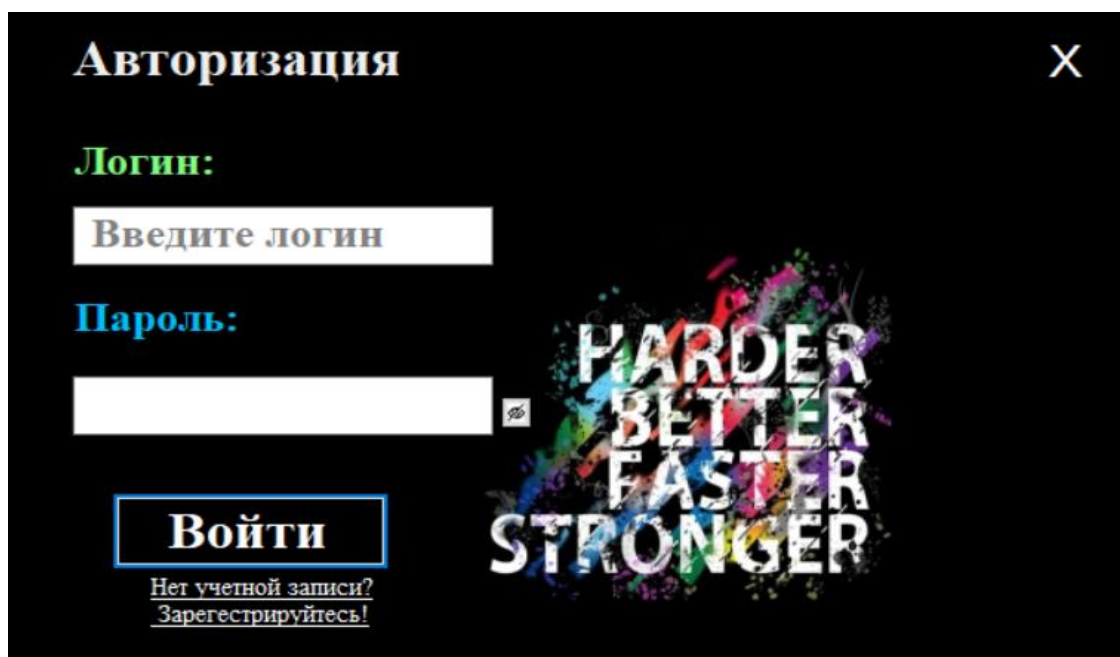 Авторизация
X
Логин:
Введите логин
Пароль:
HARDER
BETTER
FASTER
STRONGER
Войти
Нет учетной записи?
Зарегестрируйтесь!